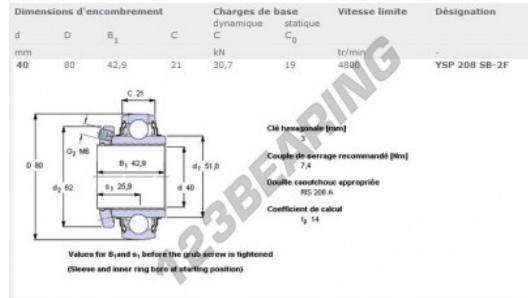 Dimensions d'encombrement Charges de base Vitesse limite Désignation
dynamique statique
d D B1 C C C0
mm kN tr/min -
40 80 42,9 21 30,7 19 4800 YSP 208 SB-2F
C 21
D 80
G2 M6
d2 62
B1 42,9
s1 25,9
d 40
d1 51,8
Clé hexagonale [mm]
3
Couple de serrage recommandé [Nm]
7,4
Douille caoutchouc appropriée
RIS 208 A
Coefficient de calcul
f0 14
Values for B1 and s1 before the grub screw is tightened
(Sleeve and inner ring bore at starting position)
123BEARING